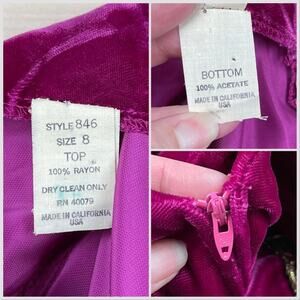 STYLE 846
SIZE 8
TOP
100% RAYON
DRY CLEAN ONLY
RN 40079
MADE IN CALIFORNIA
USA
BOTTOM
100% ACETATE
MADE IN CALIFORNIA
USA